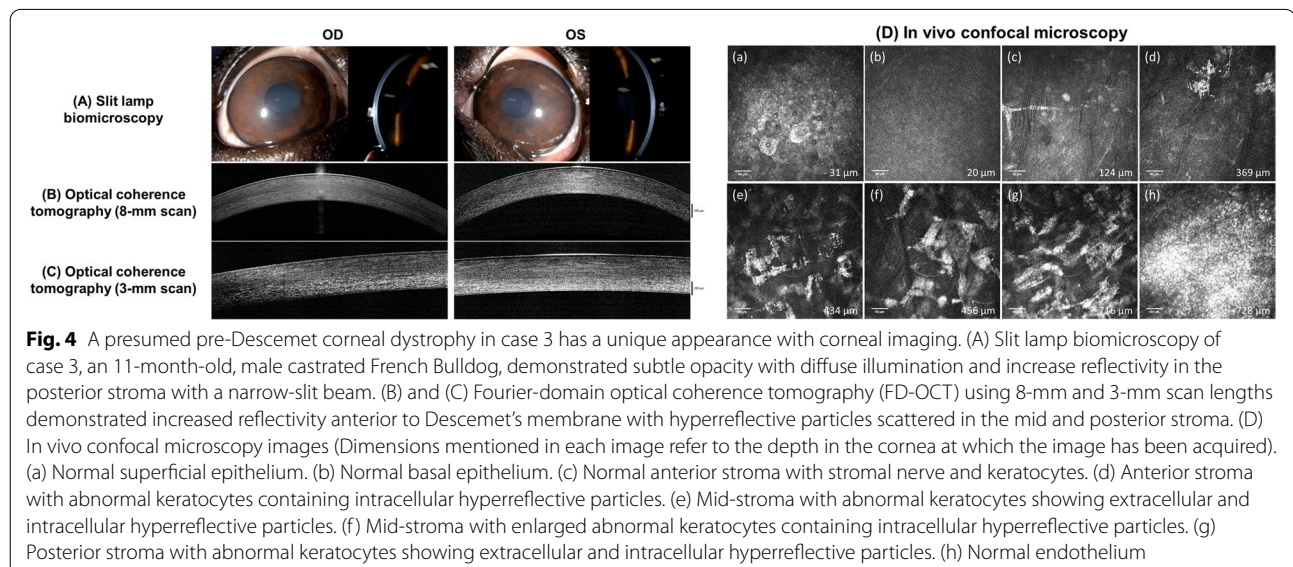 OD
OS
(D) In vivo confocal microscopy
(A) Slit lamp
biomicroscopy
(B) Optical coherence
tomography (8-mm scan)
(C) Optical coherence
tomography (3-mm scan)
(a)
- 31 µm
(b)
20 µm
(c)
124 µm
(d)
369 µm
(e)
434 µm
(f)
456 µm
(g)
716 µm
(h)
728 µm
Fig. 4 A presumed pre-Descemet corneal dystrophy in case 3 has a unique appearance with corneal imaging. (A) Slit lamp biomicroscopy of
case 3, an 11-month-old, male castrated French Bulldog, demonstrated subtle opacity with diffuse illumination and increase reflectivity in the
posterior stroma with a narrow-slit beam. (B) and (C) Fourier-domain optical coherence tomography (FD-OCT) using 8-mm and 3-mm scan lengths
demonstrated increased reflectivity anterior to Descemet's membrane with hyperreflective particles scattered in the mid and posterior stroma. (D)
In vivo confocal microscopy images (Dimensions mentioned in each image refer to the depth in the cornea at which the image has been acquired).
(a) Normal superficial epithelium. (b) Normal basal epithelium. (c) Normal anterior stroma with stromal nerve and keratocytes. (d) Anterior stroma
with abnormal keratocytes containing intracellular hyperreflective particles. (e) Mid-stroma with abnormal keratocytes showing extracellular and
intracellular hyperreflective particles. (f) Mid-stroma with enlarged abnormal keratocytes containing intracellular hyperreflective particles. (g)
Posterior stroma with abnormal keratocytes showing extracellular and intracellular hyperreflective particles. (h) Normal endothelium